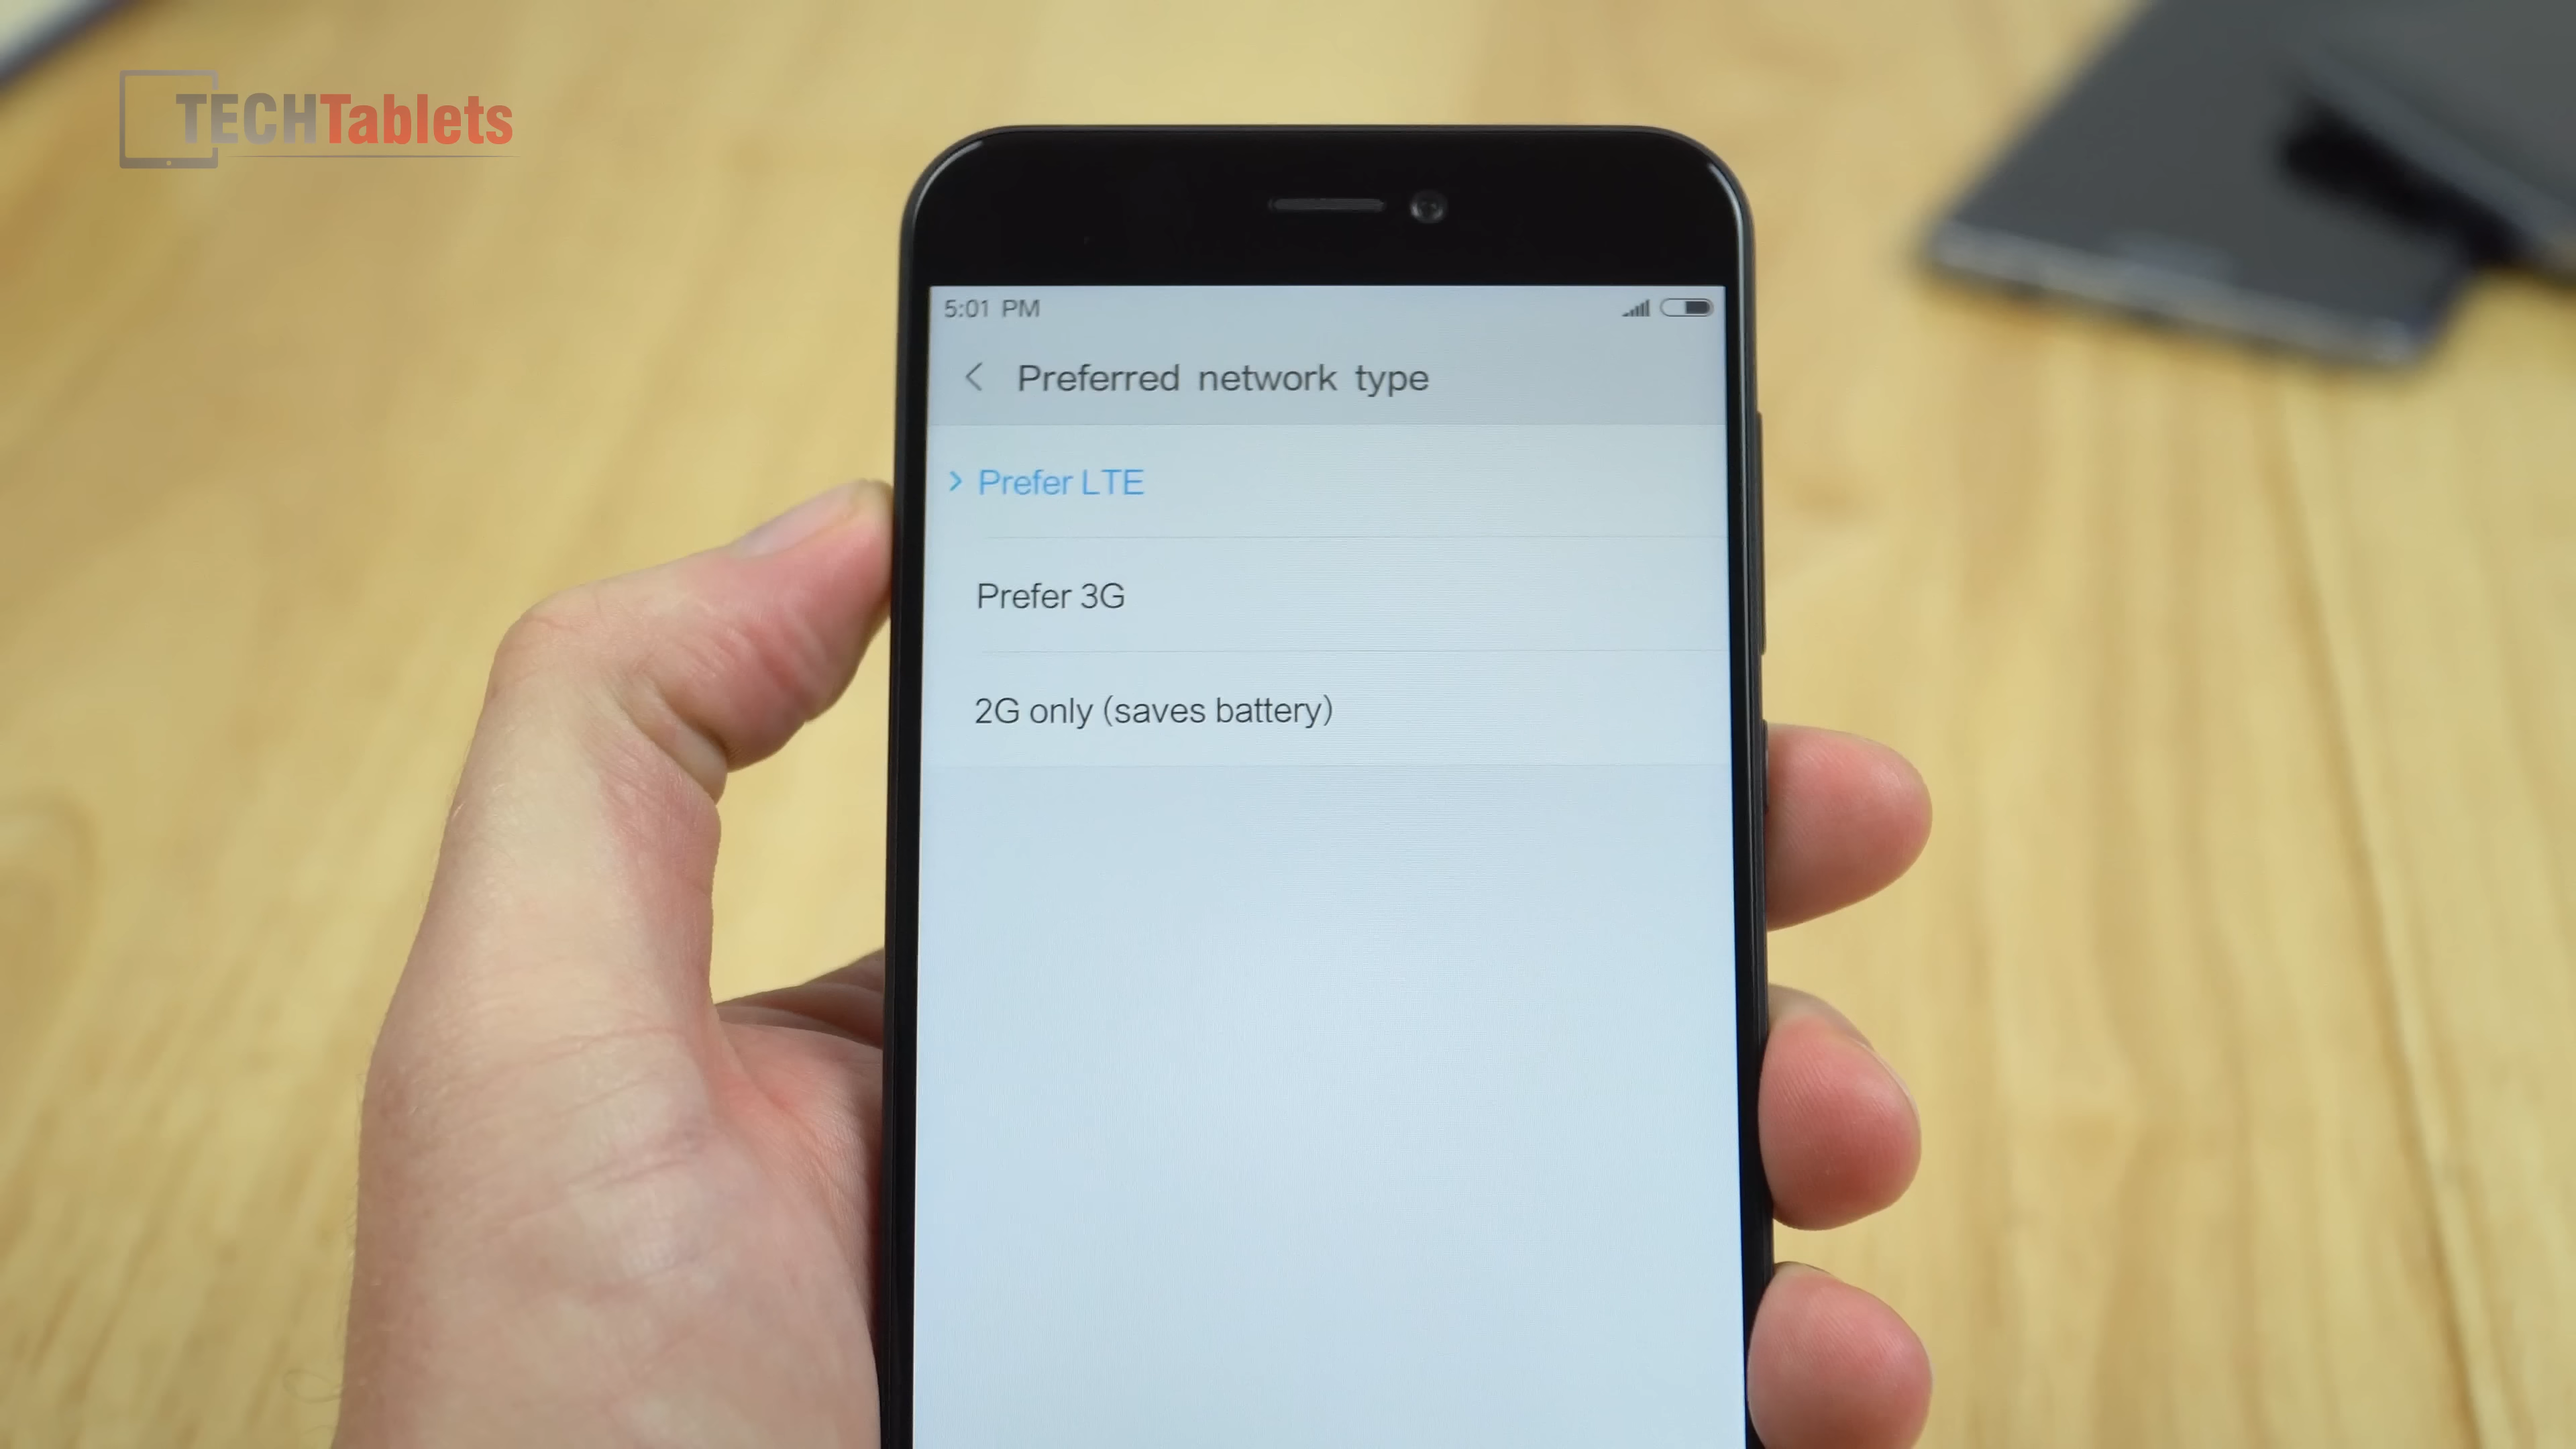 TECHTablets
5:01 PM
Preferred network type
Prefer LTE
Prefer 3G
2G only (saves battery)